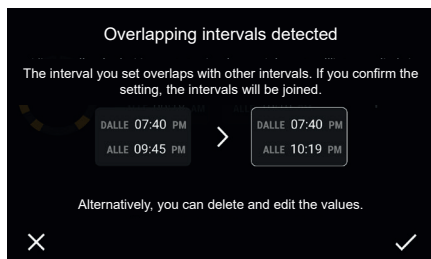 Overlapping intervals detected
The interval you set overlaps with other intervals. If you confirm the
setting, the intervals will be joined.
DALLE 07:40 PM
ALLE 09:45 PM
DALLE 07:40 PM
ALLE 10:19 PM
Alternatively, you can delete and edit the values.